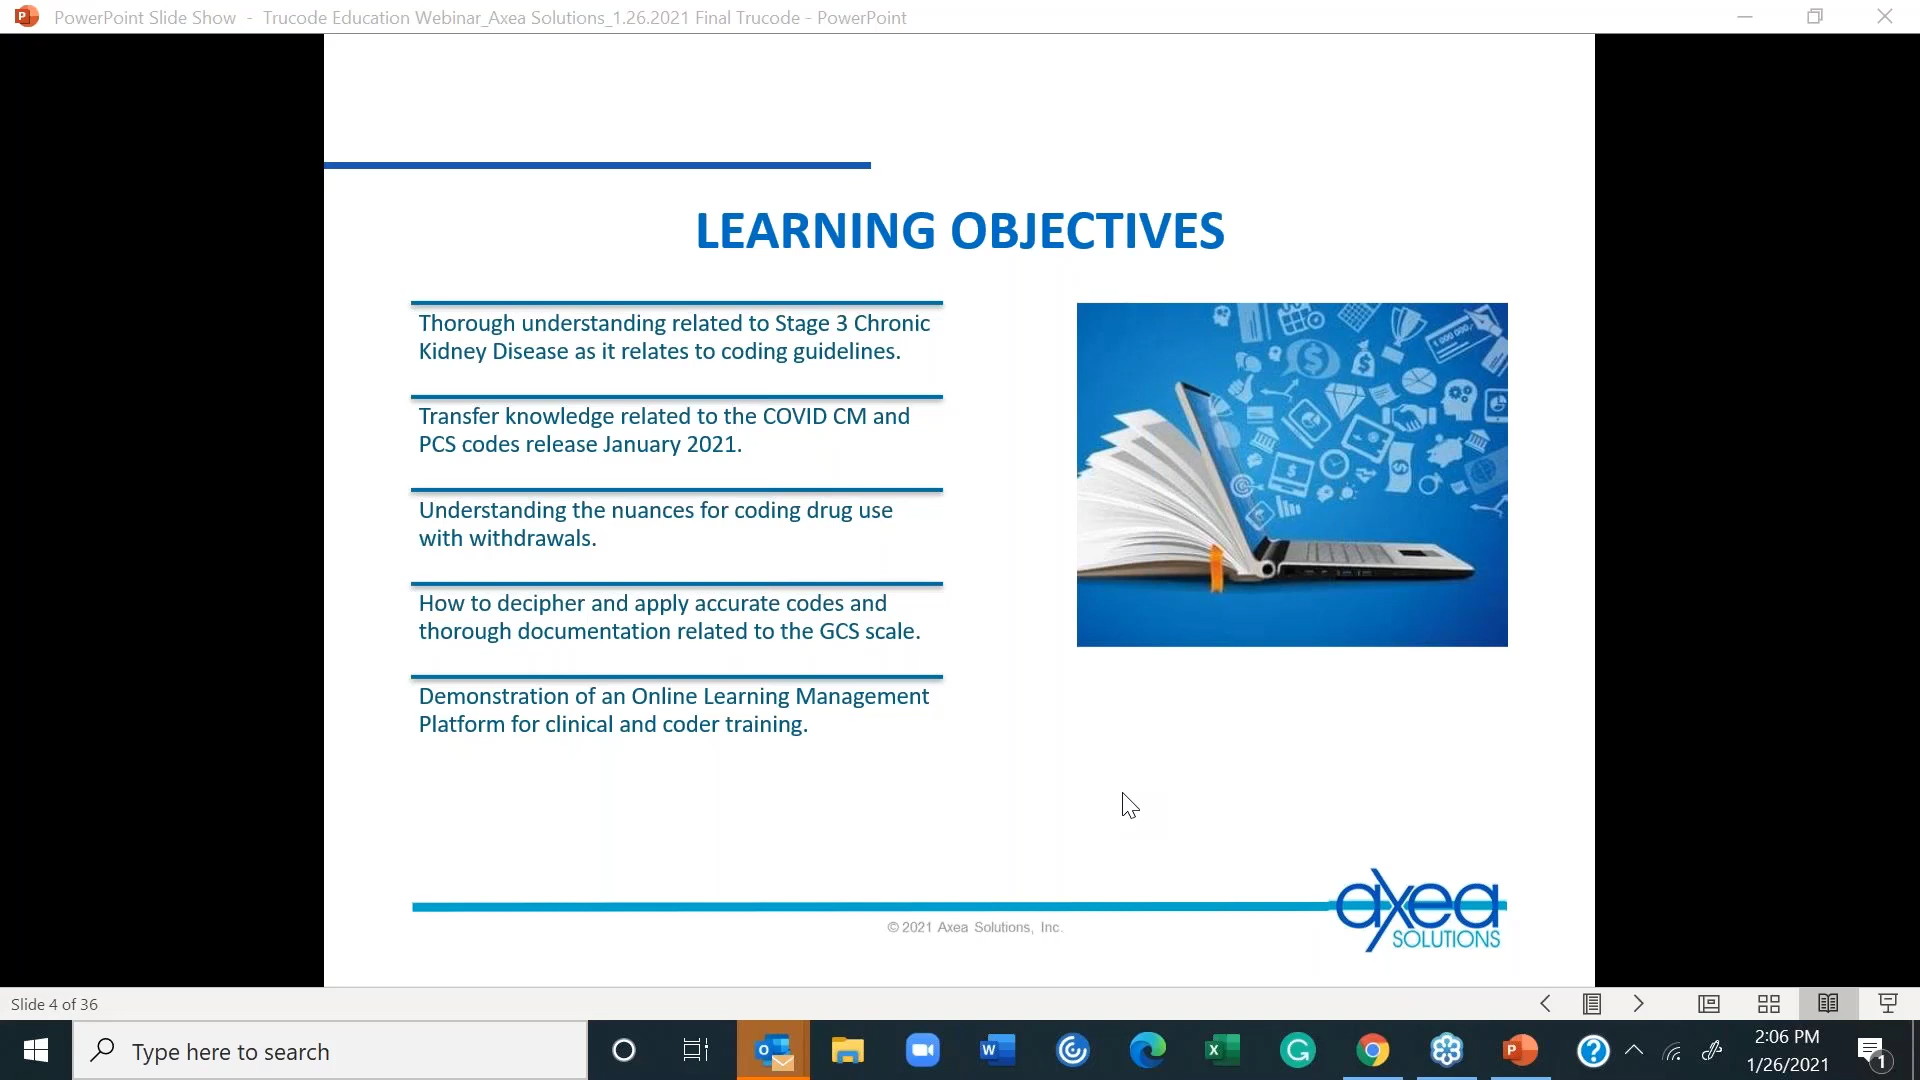 PowerPoint Slide Show - Trucode Education Webinar_Axea Solutions_1.26.2021 Final Trucode - PowerPoint
LEARNING OBJECTIVES
Thorough understanding related to Stage 3 Chronic
Kidney Disease as it relates to coding guidelines.
Transfer knowledge related to the COVID CM and
PCS codes release January 2021.
Understanding the nuances for coding drug use
with withdrawals.
How to decipher and apply accurate codes and
thorough documentation related to the GCS scale.
Demonstration of an Online Learning Management
Platform for clinical and coder training.
axea
SOLUTIONS
© 2021 Axea Solutions, Inc.
Slide 4 of 36
Type here to search
2:06 PM
1/26/2021
1